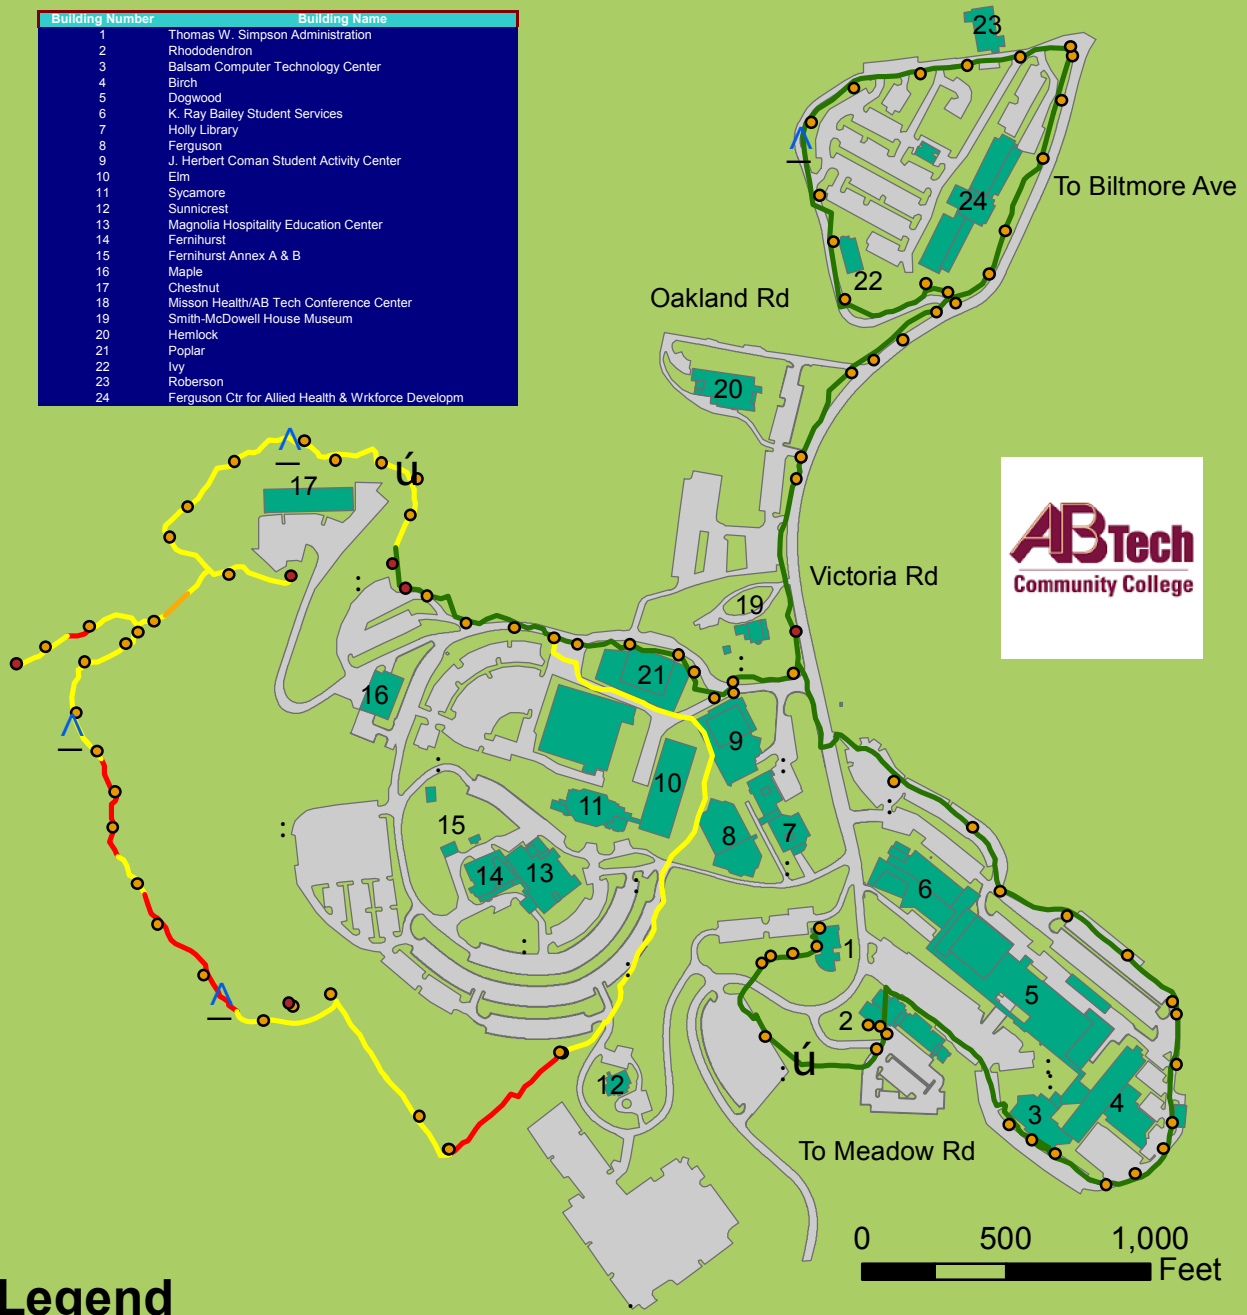 Building Number Building Name
1 Thomas W. Simpson Administration
2 Rhododendron
3 Balsam Computer Technology Center
4 Birch
5 Dogwood
6 K. Ray Bailey Student Services
7 Holly Library
8 Ferguson
9 J. Herbert Coman Student Activity Center
10 Elm
11 Sycamore
12 Sunnicrest
13 Magnolia Hospitality Education Center
14 Fernihurst
15 Fernihurst Annex A & B
16 Maple
17 Chestnut
18 Misson Health/AB Tech Conference Center
19 Smith-McDowell House Museum
20 Hemlock
21 Poplar
22 Ivy
23 Roberson
24 Ferguson Ctr for Allied Health & Wrkforce Developm
23
To Biltmore Ave
24
22
Oakland Rd
20
17
ú
AB Tech
Community College
Victoria Rd
19
21
16
9
10
11
15
8
7
14
13
6
1
5
2
ú
12
3
4
To Meadow Rd
0 500 1,000
Feet
Legend